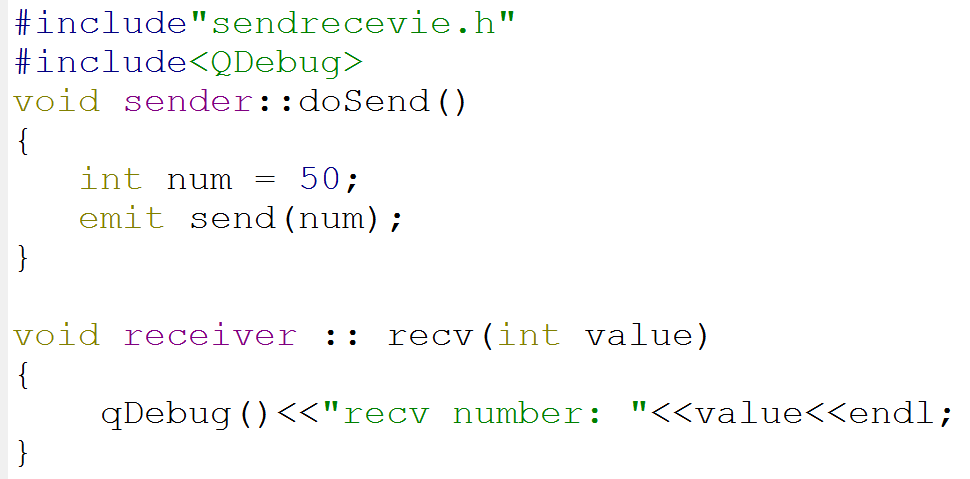 #include"sendrecevie.h"
#include<QDebug>
void sender::doSend()
{
int num = 50;
emit send(num);
}
void receiver :: recv(int value)
{
qDebug()<<"recv number: "<<value<<endl;
}